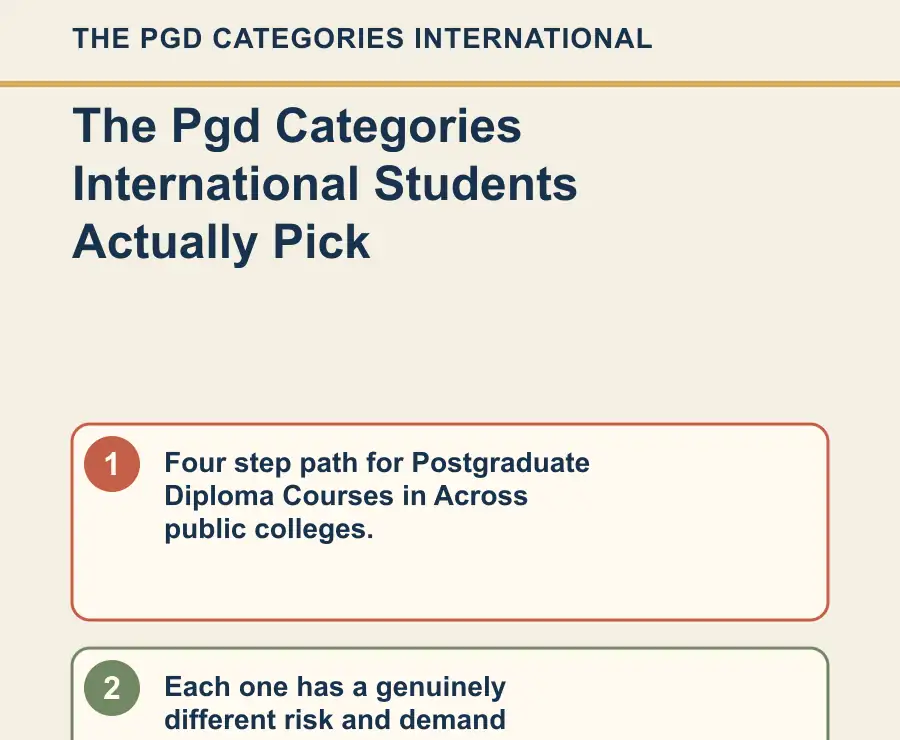 THE PGD CATEGORIES INTERNATIONAL
The Pgd Categories
International Students
Actually Pick
1
Four step path for Postgraduate
Diploma Courses in Across
public colleges.
2
Each one has a genuinely
different risk and demand